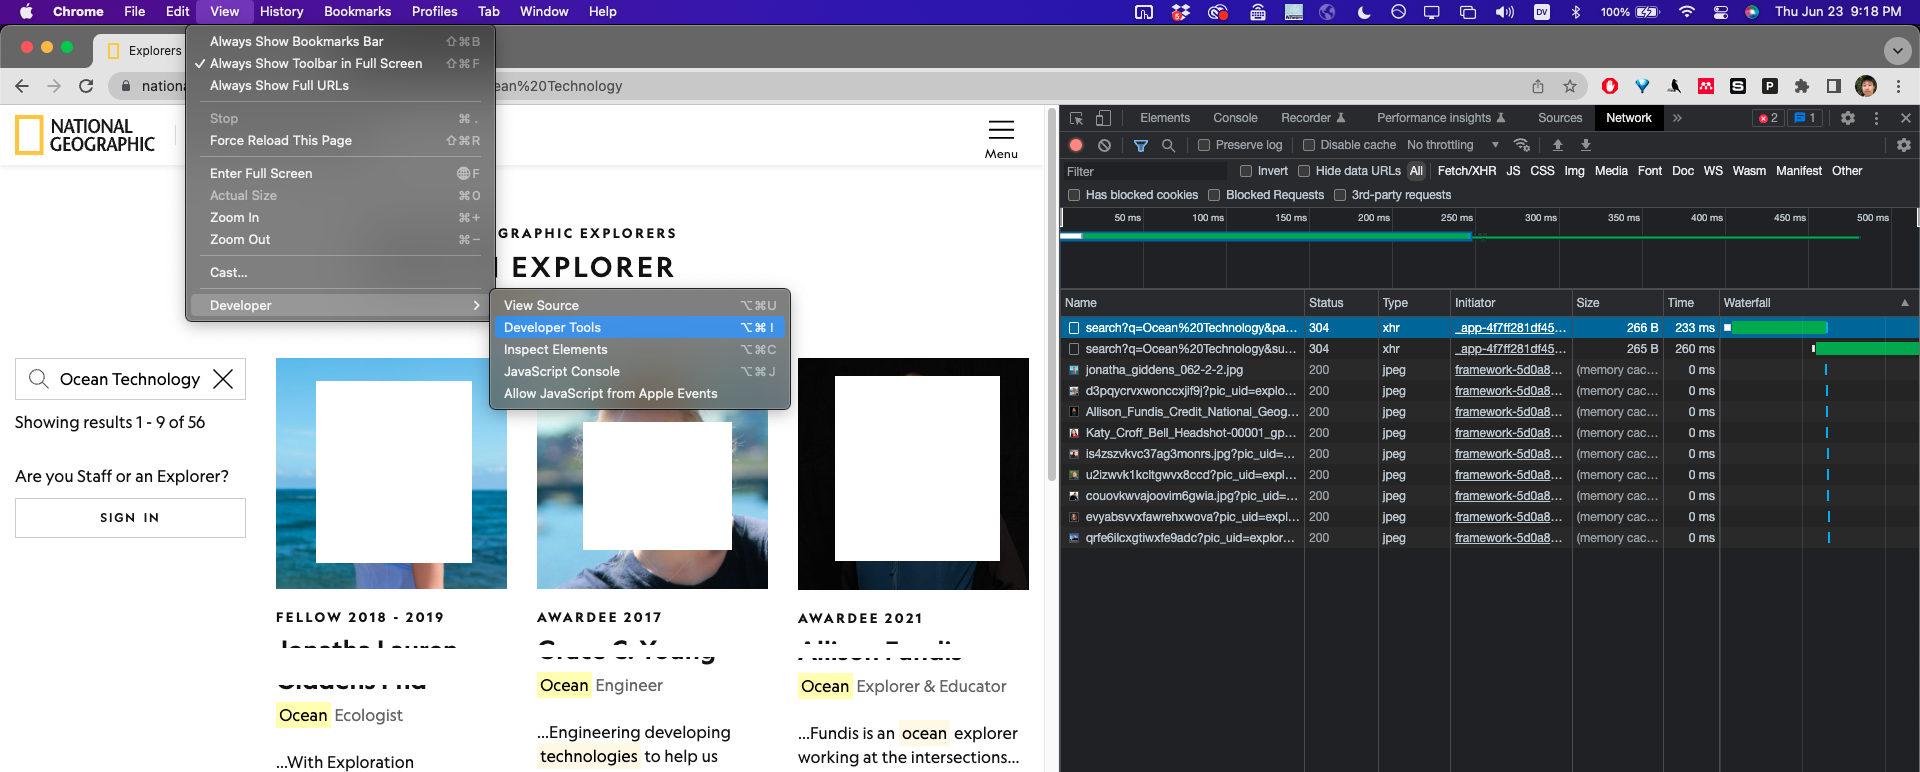 Chrome File Edit View History Bookmarks Profiles Tab Window Help
5 DV 100% Thu Jun 23 9:18 PM
Explorers
Always Show Bookmarks Bar ⇧⌘B
✓ Always Show Toolbar in Full Screen ⇧⌘F
Always Show Full URLs
Stop ⌘.
Force Reload This Page ⇧⌘R
Enter Full Screen F
Actual Size ⌘0
Zoom In ⌘+
Zoom Out ⌘−
Cast...
Developer
View Source ⌥⌘U
Developer Tools ⌥⌘I
Inspect Elements ⌥⌘C
JavaScript Console ⌥⌘J
Allow JavaScript from Apple Events
nationa
ean%20Technology
NATIONAL
GEOGRAPHIC
Menu
GRAPHIC EXPLORERS
EXPLORER
Ocean Technology
Showing results 1 - 9 of 56
Are you Staff or an Explorer?
SIGN IN
FELLOW 2018 - 2019
Jonatha Lauren
Giddens PhD
Ocean Ecologist
...With Exploration
AWARDEE 2017
Grace C. Young
Ocean Engineer
...Engineering developing
technologies to help us
AWARDEE 2021
Allison Fundis
Ocean Explorer & Educator
...Fundis is an ocean explorer
working at the intersections...
Elements Console Recorder Performance insights Sources Network » 2 1
Preserve log Disable cache No throttling
Filter Invert Hide data URLs All Fetch/XHR JS CSS Img Media Font Doc WS Wasm Manifest Other
Has blocked cookies Blocked Requests 3rd-party requests
50 ms 100 ms 150 ms 200 ms 250 ms 300 ms 350 ms 400 ms 450 ms 500 ms
Name Status Type Initiator Size Time Waterfall
search?q=Ocean%20Technology&pa... 304 xhr _app-4f7ff281df45... 266 B 233 ms
search?q=Ocean%20Technology&su... 304 xhr _app-4f7ff281df45... 265 B 260 ms
jonatha_giddens_062-2-2.jpg 200 jpeg framework-5d0a8... (memory cac... 0 ms
d3pqycrvxwonccxjif9j?pic_uid=explo... 200 jpeg framework-5d0a8... (memory cac... 0 ms
Allison_Fundis_Credit_National_Geog... 200 jpeg framework-5d0a8... (memory cac... 0 ms
Katy_Croff_Bell_Headshot-00001_gp... 200 jpeg framework-5d0a8... (memory cac... 0 ms
is4zszvkvc37ag3monrs.jpg?pic_uid=... 200 jpeg framework-5d0a8... (memory cac... 0 ms
u2izwvk1kcltgwvx8ccd?pic_uid=expl... 200 jpeg framework-5d0a8... (memory cac... 0 ms
couovkwvajoovim6gwia.jpg?pic_uid=... 200 jpeg framework-5d0a8... (memory cac... 0 ms
evyabsvvxfawrehxwova?pic_uid=expl... 200 jpeg framework-5d0a8... (memory cac... 0 ms
qrfe6ilcxgtiwxfe9adc?pic_uid=explor... 200 jpeg framework-5d0a8... (memory cac... 0 ms